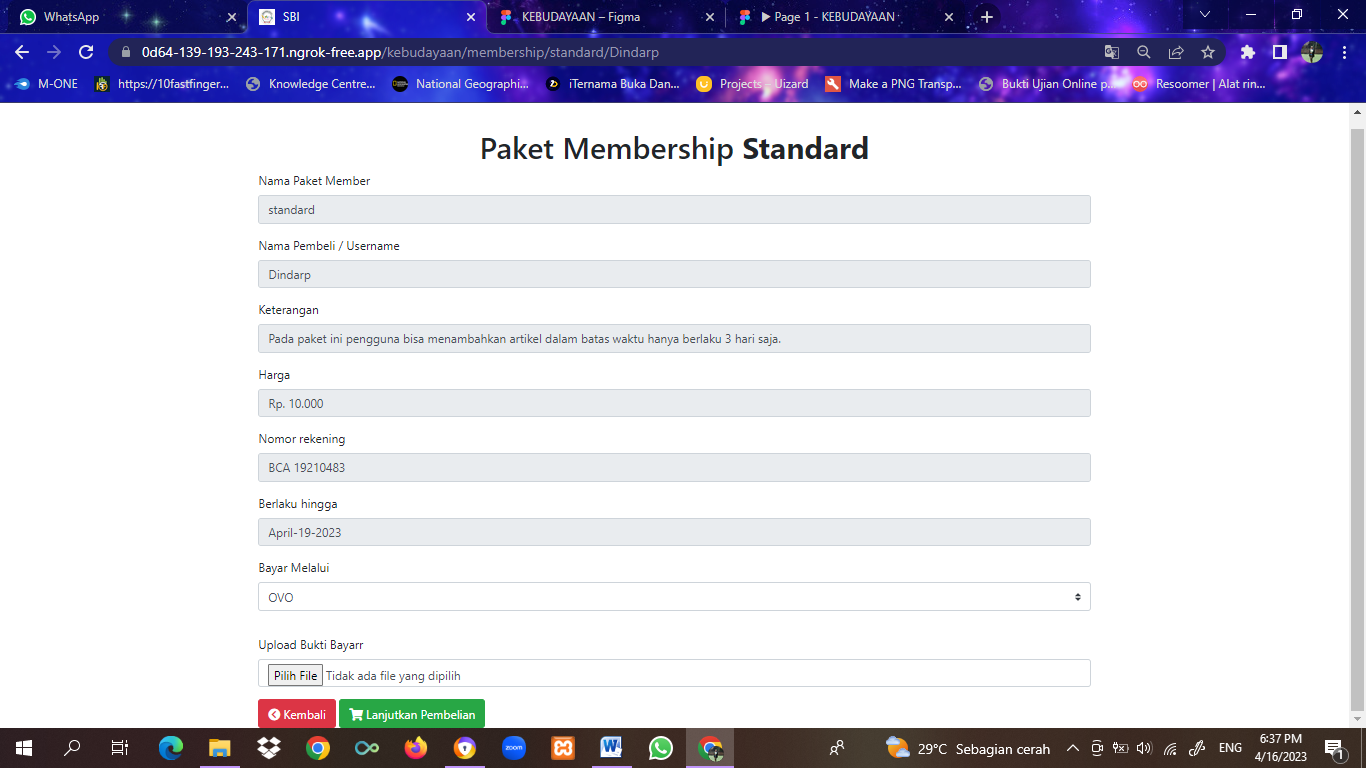 WhatsApp
SBI
KEBUDAYAAN – Figma
▶ Page 1 - KEBUDAYAAN
0d64-139-193-243-171.ngrok-free.app/kebudayaan/membership/standard/Dindarp
M-ONE
https://10fastfinger...
Knowledge Centre...
National Geographi...
iTernama Buka Dan...
Projects - Uizard
Make a PNG Transp...
Bukti Ujian Online p...
Resoomer | Alat rin...
Paket Membership Standard
Nama Paket Member
standard
Nama Pembeli / Username
Dindarp
Keterangan
Pada paket ini pengguna bisa menambahkan artikel dalam batas waktu hanya berlaku 3 hari saja.
Harga
Rp. 10.000
Nomor rekening
BCA 19210483
Berlaku hingga
April-19-2023
Bayar Melalui
OVO
Upload Bukti Bayarr
Pilih File Tidak ada file yang dipilih
Kembali
Lanjutkan Pembelian
zoom
29°C Sebagian cerah
ENG
6:37 PM
4/16/2023
1